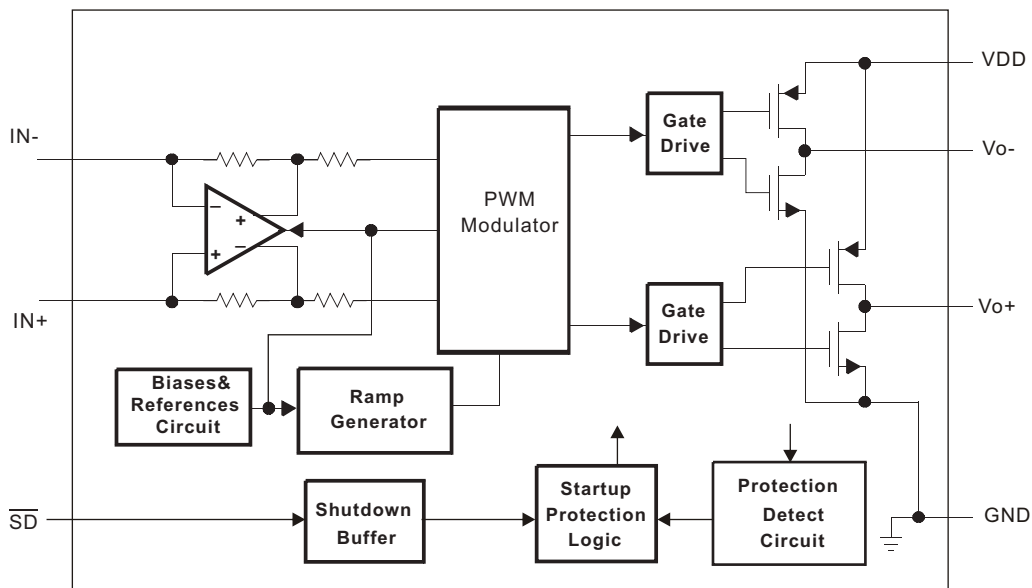 VDD
IN-
Gate
Drive
Vo-
PWM
Modulator
−
+
−
+
IN+
Gate
Drive
Vo+
Biases&
References
Circuit
Ramp
Generator
SD
Shutdown
Buffer
Startup
Protection
Logic
Protection
Detect
Circuit
GND